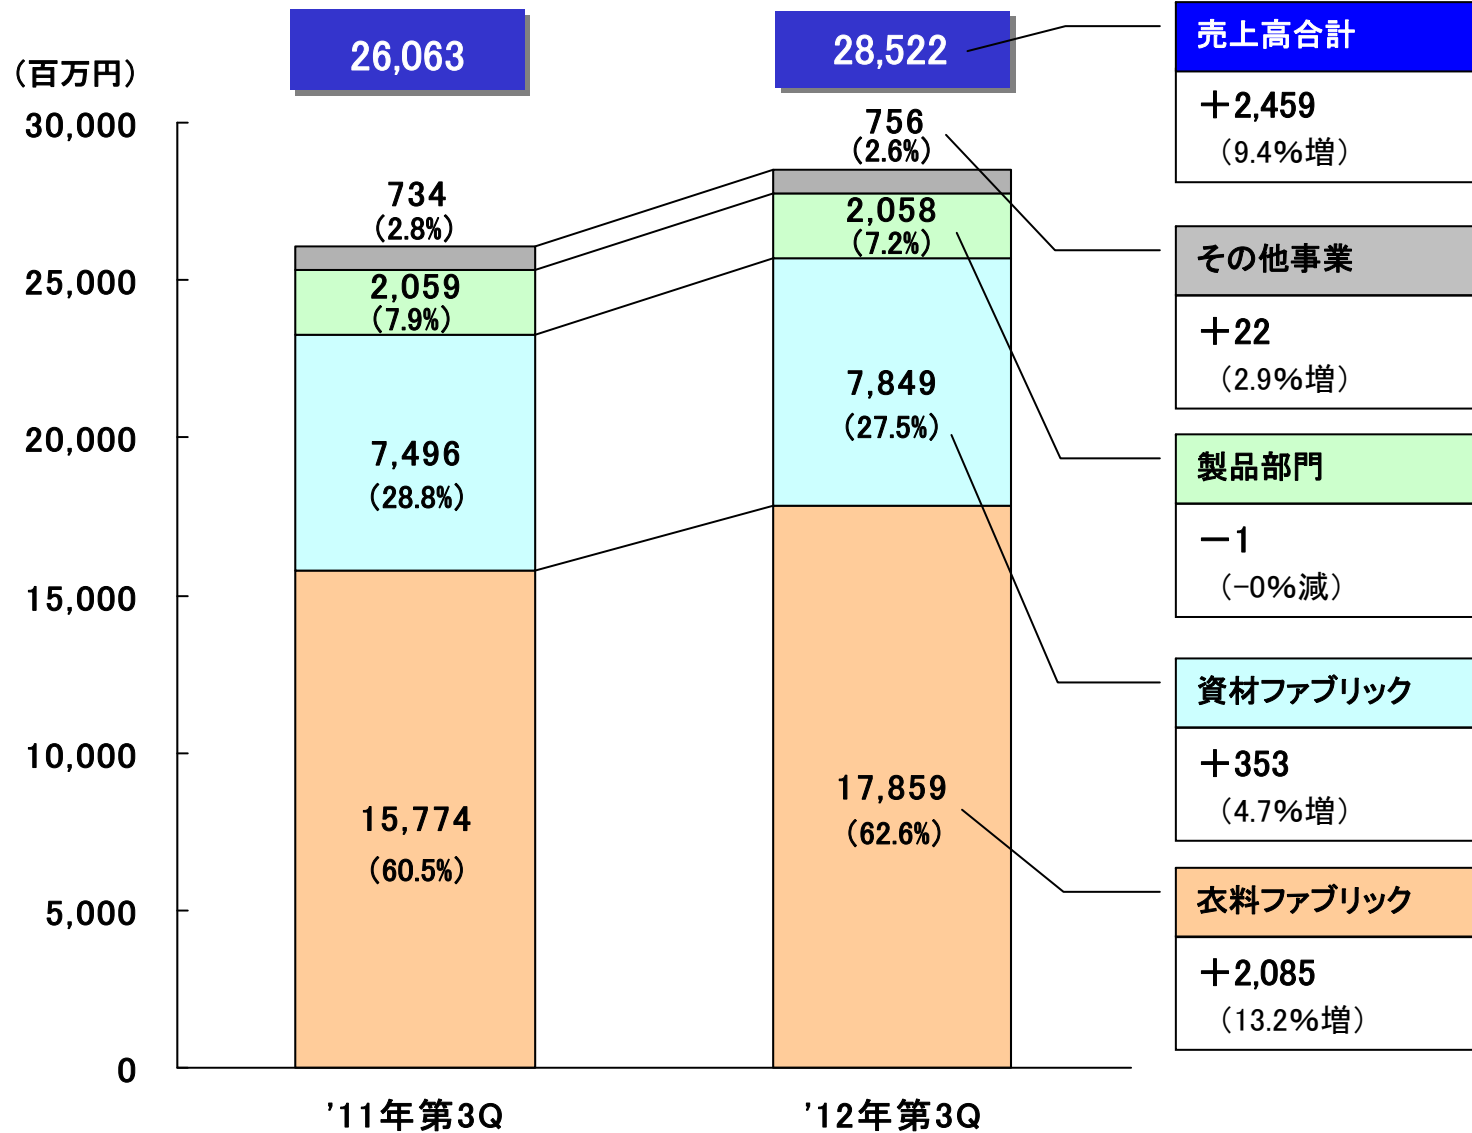 （百万円）
30,000
25,000
20,000
15,000
10,000
5,000
0
26,063
734
(2.8%)
2,059
(7.9%)
7,496
(28.8%)
15,774
(60.5%)
'11年第3Q
28,522
756
(2.6%)
2,058
(7.2%)
7,849
(27.5%)
17,859
(62.6%)
'12年第3Q
売上高合計
＋2,459
（9.4％増）
その他事業
＋22
（2.9％増）
製品部門
－1
（-0％減）
資材ファブリック
＋353
（4.7％増）
衣料ファブリック
＋2,085
（13.2％増）